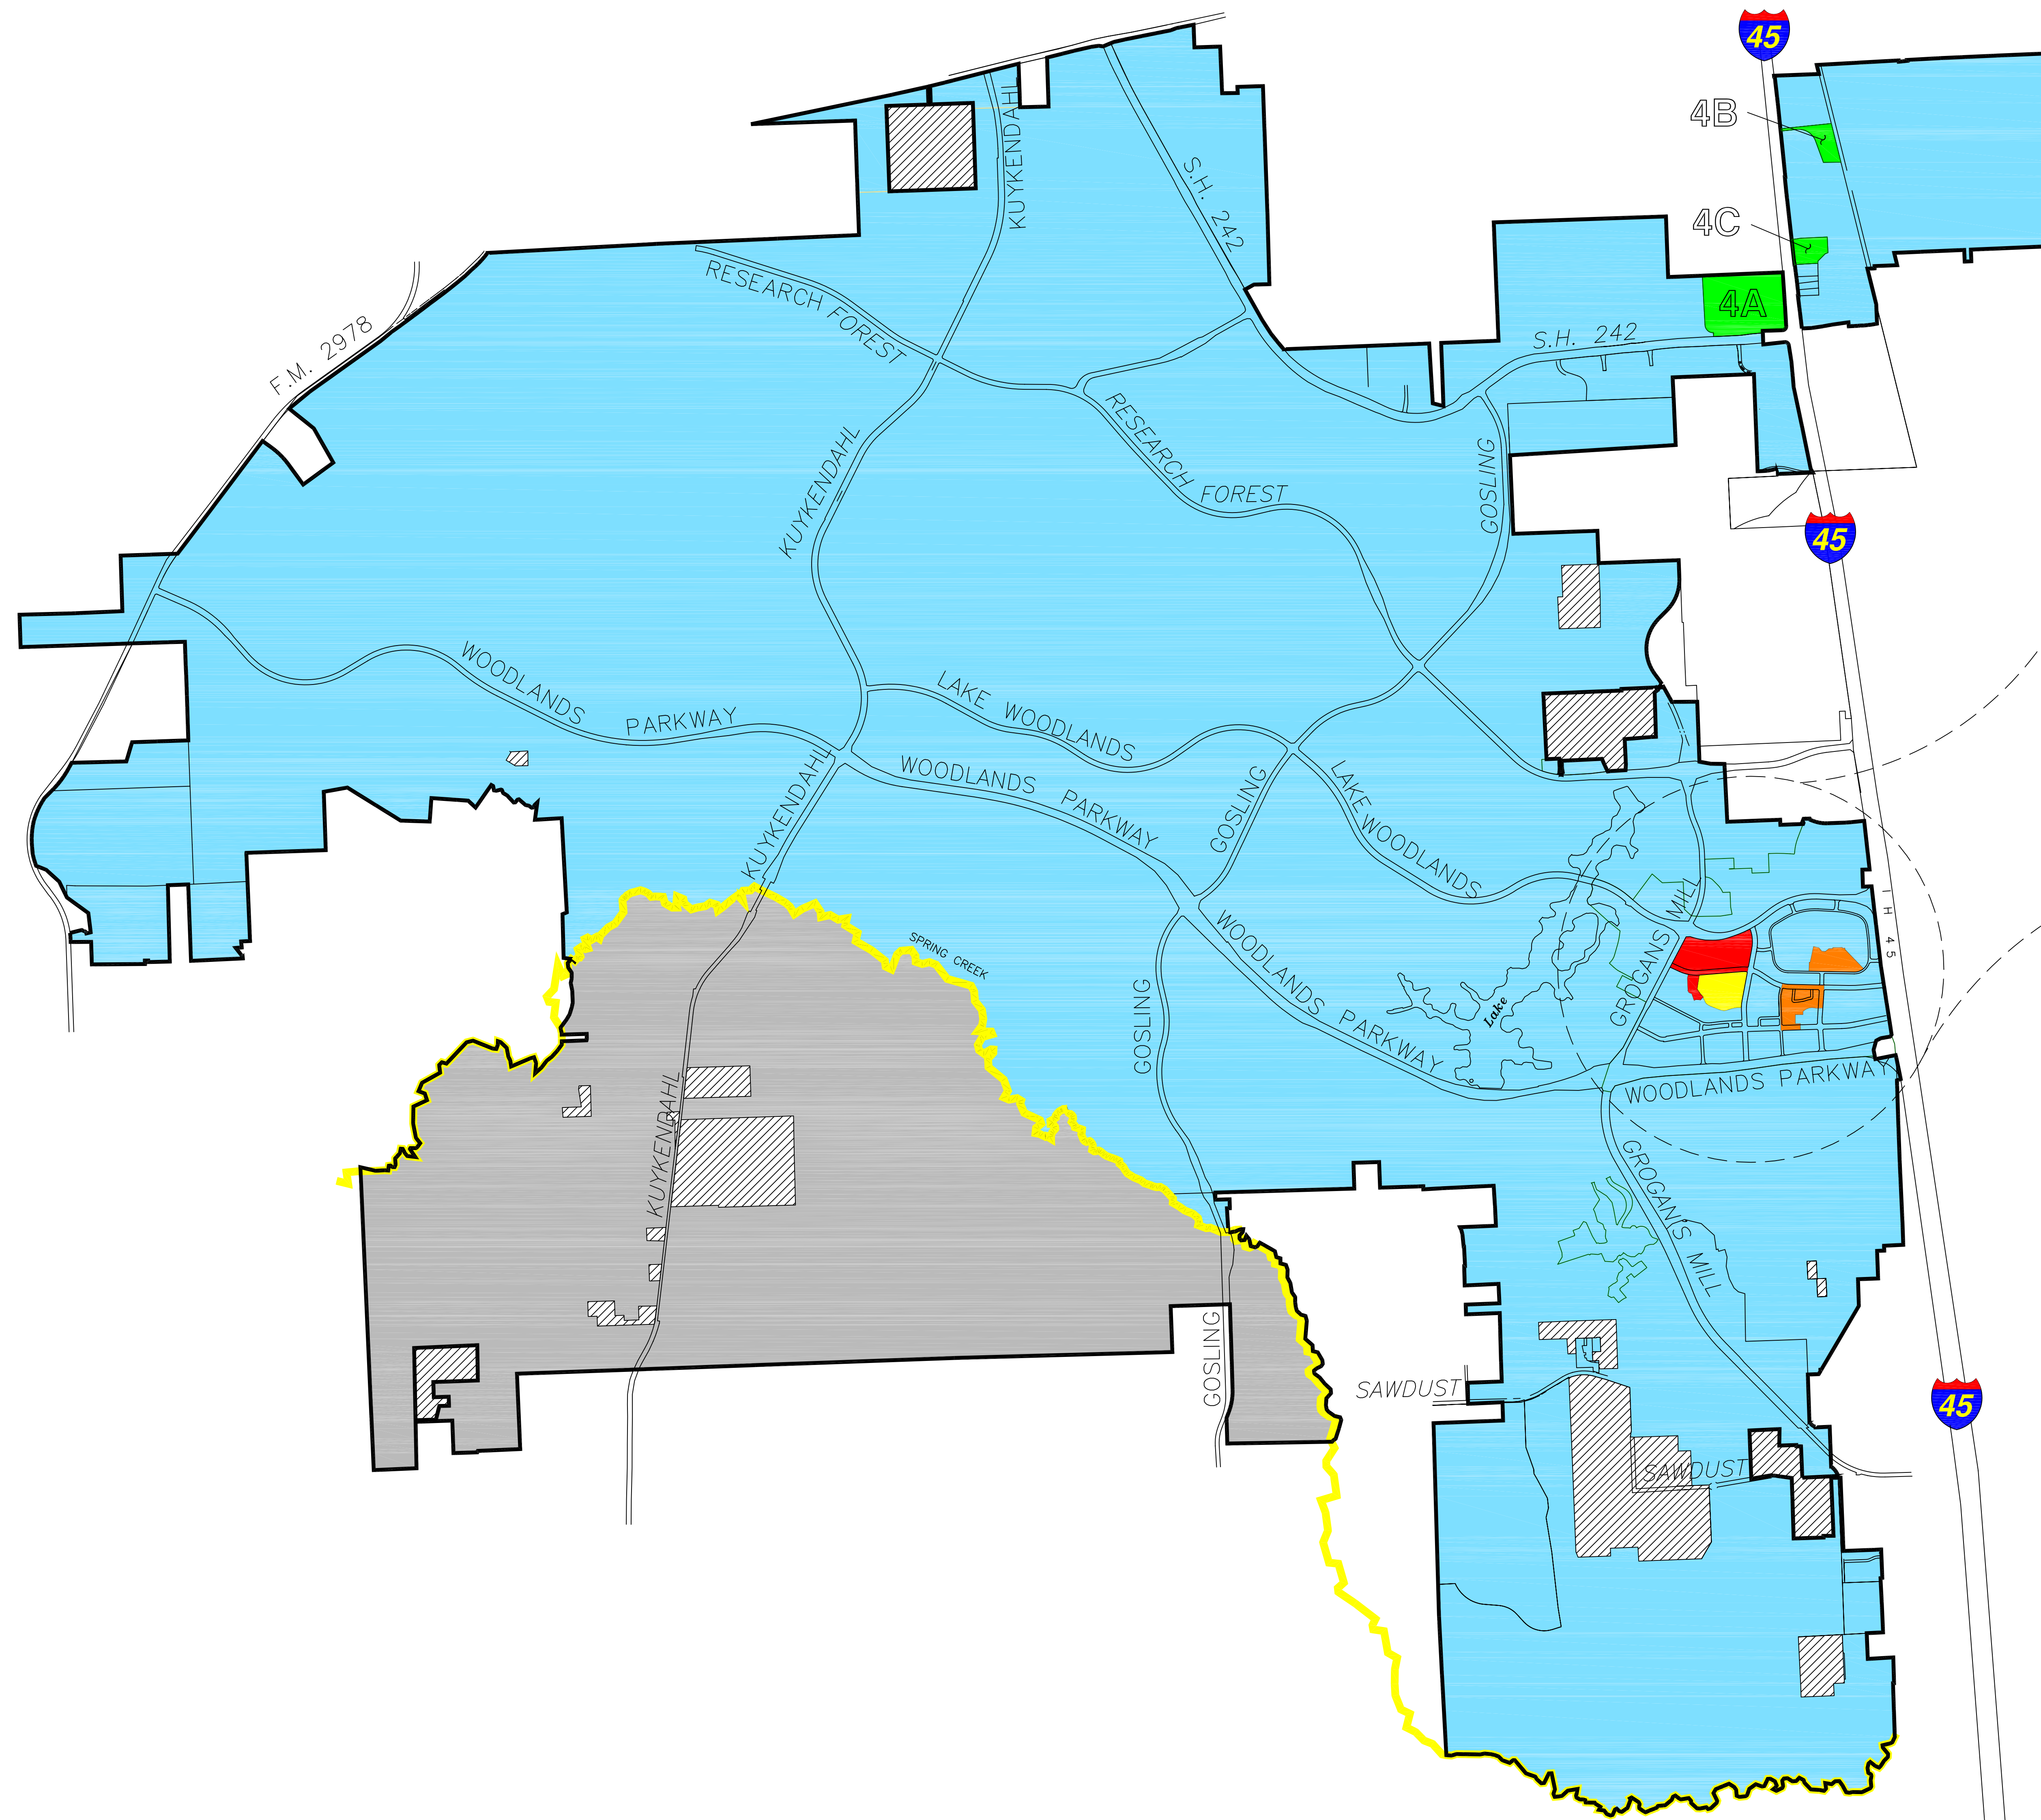 45
4B
KUYKENDAHL
S.H. 242
4C
RESEARCH FOREST
4A
S.H. 242
F.M. 2978
RESEARCH FOREST
KUYKENDAHL
GOSLING
45
WOODLANDS PARKWAY
LAKE WOODLANDS
KUYKENDAHL
WOODLANDS PARKWAY
GOSLING
LAKE WOODLANDS
GROGANS MILL
IH 45
SPRING CREEK
WOODLANDS PARKWAY
Lake
GOSLING
WOODLANDS PARKWAY
KUYKENDAHL
GROGAN'S MILL
GOSLING
SAWDUST
45
SAWDUST